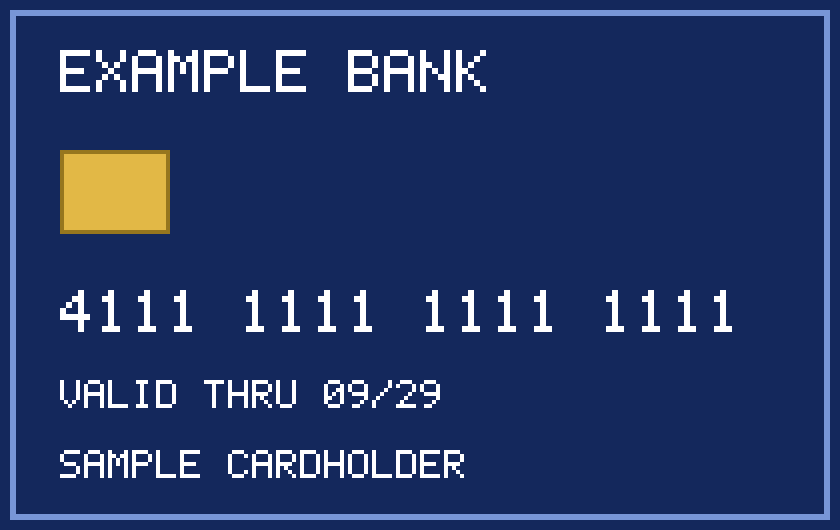 EXAMPLE BANK
4111 1111 1111 1111
VALID THRU 09/29
SAMPLE CARDHOLDER